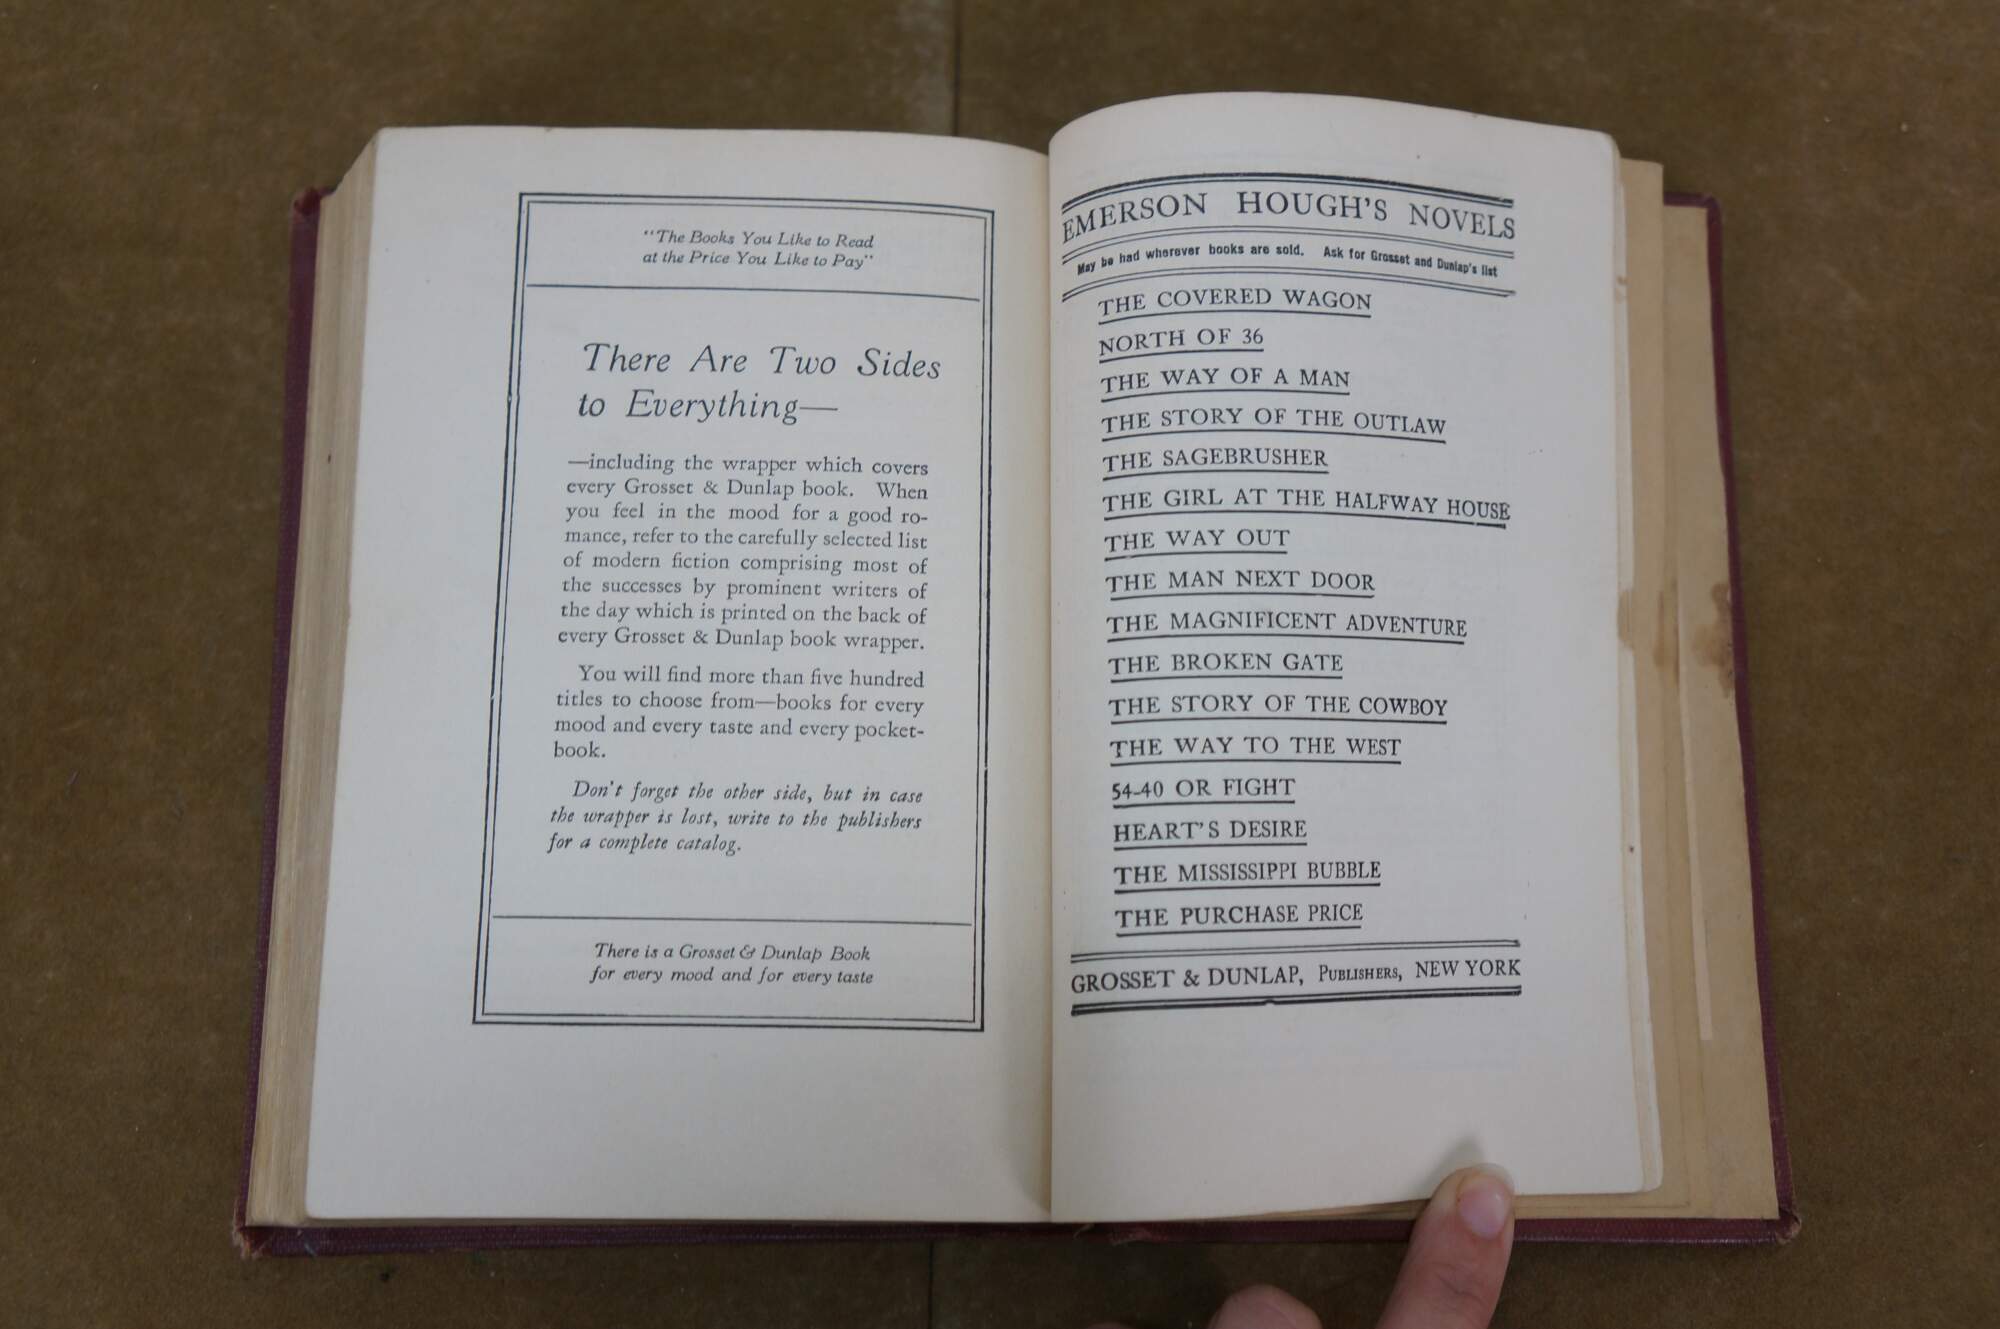 "The Books You Like to Read
at the Price You Like to Pay"
There Are Two Sides
to Everything—
—including the wrapper which covers
every Grosset & Dunlap book. When
you feel in the mood for a good ro-
mance, refer to the carefully selected list
of modern fiction comprising most of
the successes by prominent writers of
the day which is printed on the back of
every Grosset & Dunlap book wrapper.
You will find more than five hundred
titles to choose from—books for every
mood and every taste and every pocket-
book.
Don't forget the other side, but in case
the wrapper is lost, write to the publishers
for a complete catalog.
There is a Grosset & Dunlap Book
for every mood and for every taste
EMERSON HOUGH'S NOVELS
May be had wherever books are sold. Ask for Grosset and Dunlap's list
THE COVERED WAGON
NORTH OF 36
THE WAY OF A MAN
THE STORY OF THE OUTLAW
THE SAGEBRUSHER
THE GIRL AT THE HALFWAY HOUSE
THE WAY OUT
THE MAN NEXT DOOR
THE MAGNIFICENT ADVENTURE
THE BROKEN GATE
THE STORY OF THE COWBOY
THE WAY TO THE WEST
54-40 OR FIGHT
HEART'S DESIRE
THE MISSISSIPPI BUBBLE
THE PURCHASE PRICE
GROSSET & DUNLAP, PUBLISHERS, NEW YORK